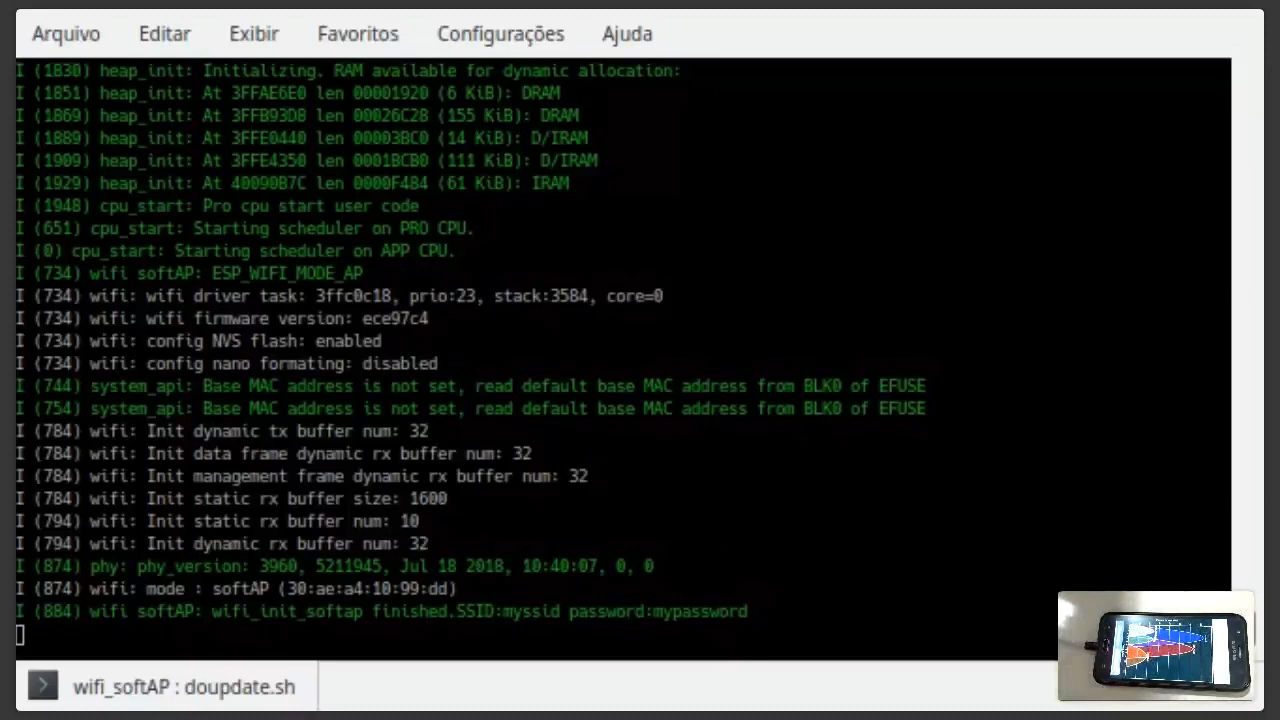 Arquivo Editar Exibir Favoritos Configurações Ajuda
I (1830) heap_init: Initializing. RAM available for dynamic allocation:
I (1851) heap_init: At 3FFAE6E0 len 00001920 (6 KiB): DRAM
I (1869) heap_init: At 3FFB93D8 len 00026C28 (155 KiB): DRAM
I (1889) heap_init: At 3FFE0440 len 00003BC0 (14 KiB): D/IRAM
I (1909) heap_init: At 3FFE4350 len 0001BCB0 (111 KiB): D/IRAM
I (1929) heap_init: At 40090B7C len 0000F484 (61 KiB): IRAM
I (1948) cpu_start: Pro cpu start user code
I (651) cpu_start: Starting scheduler on PRO CPU.
I (0) cpu_start: Starting scheduler on APP CPU.
I (734) wifi softAP: ESP_WIFI_MODE_AP
I (734) wifi: wifi driver task: 3ffc0c18, prio:23, stack:3584, core=0
I (734) wifi: wifi firmware version: ece97c4
I (734) wifi: config NVS flash: enabled
I (734) wifi: config nano formating: disabled
I (744) system_api: Base MAC address is not set, read default base MAC address from BLK0 of EFUSE
I (754) system_api: Base MAC address is not set, read default base MAC address from BLK0 of EFUSE
I (784) wifi: Init dynamic tx buffer num: 32
I (784) wifi: Init data frame dynamic rx buffer num: 32
I (784) wifi: Init management frame dynamic rx buffer num: 32
I (784) wifi: Init static rx buffer size: 1600
I (794) wifi: Init static rx buffer num: 10
I (794) wifi: Init dynamic rx buffer num: 32
I (874) phy: phy_version: 3960, 5211945, Jul 18 2018, 10:40:07, 0, 0
I (874) wifi: mode : softAP (30:ae:a4:10:99:dd)
I (884) wifi softAP: wifi_init_softap finished.SSID:myssid password:mypassword
wifi_softAP : doupdate.sh